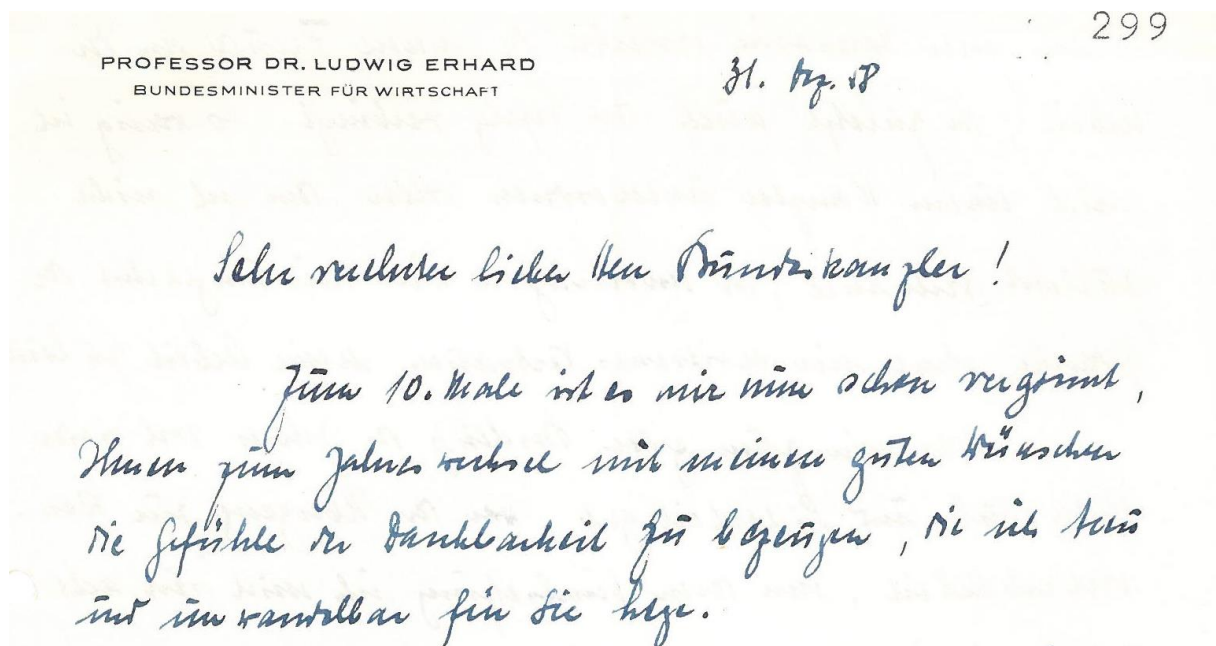 299
PROFESSOR DR. LUDWIG ERHARD
BUNDESMINISTER FÜR WIRTSCHAFT
31. Dez. 58
Sehr verehrter lieber Herr Bundeskanzler!
Zum 10. Male ist es mir nun schon vergönnt,
Ihnen zum Jahreswechsel mit meinen guten Wünschen
die Gefühle der Dankbarkeit zu bezeugen, die ich treu
und unwandelbar für Sie hege.